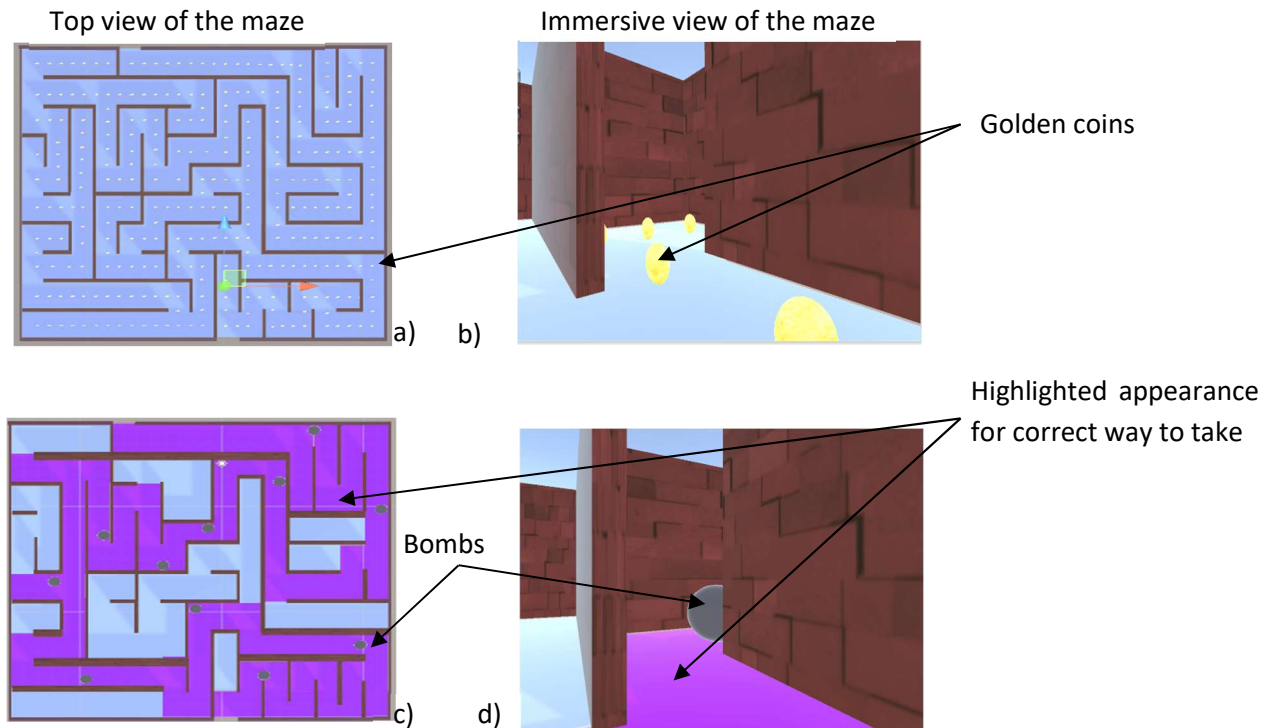 Top view of the maze
Immersive view of the maze
Golden coins
a)
b)
Highlighted appearance
for correct way to take
Bombs
c)
d)